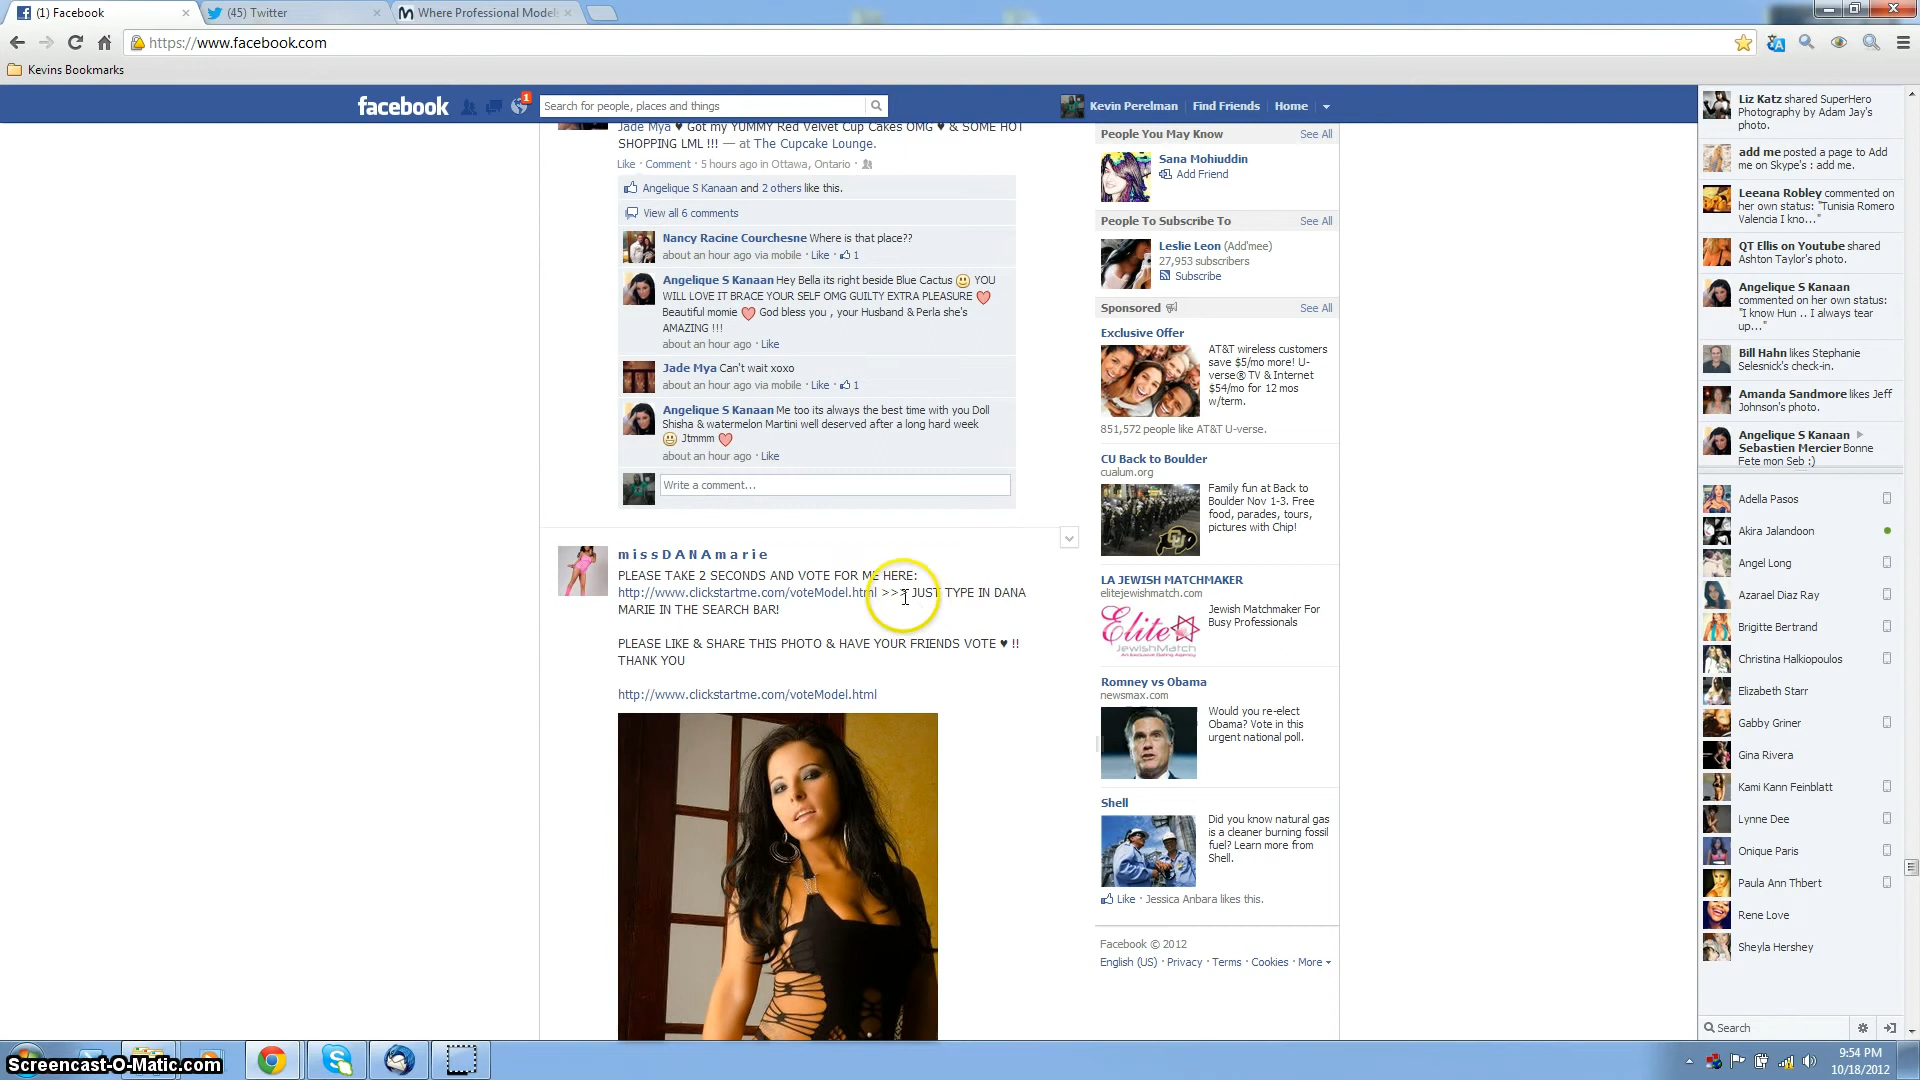 (1) Facebook
(45) Twitter
Where Professional Model
https://www.facebook.com
Kevins Bookmarks
facebook
1
Search for people, places and things
Kevin Perelman
Find Friends
Home
Jade Mya ♥ Got my YUMMY Red Velvet Cup Cakes OMG ♥ & SOME HOT
SHOPPING LML !!! — at The Cupcake Lounge.
Like · Comment · 5 hours ago in Ottawa, Ontario ·
Angelique S Kanaan and 2 others like this.
View all 6 comments
Nancy Racine Courchesne Where is that place??
about an hour ago via mobile · Like · 1
Angelique S Kanaan Hey Bella its right beside Blue Cactus YOU
WILL LOVE IT BRACE YOUR SELF OMG GUILTY EXTRA PLEASURE
Beautiful momie God bless you , your Husband & Perla she's
AMAZING !!!
about an hour ago · Like
Jade Mya Can't wait xoxo
about an hour ago via mobile · Like · 1
Angelique S Kanaan Me too its always the best time with you Doll
Shisha & watermelon Martini well deserved after a long hard week
Jtmmm
about an hour ago · Like
Write a comment...
m i s s D A N A m a r i e
PLEASE TAKE 2 SECONDS AND VOTE FOR ME HERE:
http://www.clickstartme.com/voteModel.html >>> JUST TYPE IN DANA
MARIE IN THE SEARCH BAR!
PLEASE LIKE & SHARE THIS PHOTO & HAVE YOUR FRIENDS VOTE ♥ !!
THANK YOU
http://www.clickstartme.com/voteModel.html
People You May Know
See All
Sana Mohiuddin
Add Friend
People To Subscribe To
See All
Leslie Leon (Add'mee)
27,953 subscribers
Subscribe
Sponsored
See All
Exclusive Offer
AT&T wireless customers
save $5/mo more! U-
verse® TV & Internet
$54/mo for 12 mos
w/term.
851,572 people like AT&T U-verse.
CU Back to Boulder
cualum.org
Family fun at Back to
Boulder Nov 1-3. Free
food, parades, tours,
pictures with Chip!
CU
LA JEWISH MATCHMAKER
elitejewishmatch.com
Jewish Matchmaker For
Busy Professionals
Elite
JewishMatch
Romney vs Obama
newsmax.com
Would you re-elect
Obama? Vote in this
urgent national poll.
Shell
Did you know natural gas
is a cleaner burning fossil
fuel? Learn more from
Shell.
Like · Jessica Anbara likes this.
Facebook © 2012
English (US) · Privacy · Terms · Cookies · More
Liz Katz shared SuperHero
Photography by Adam Jay's
photo.
add me posted a page to Add
me on Skype's : add me.
Leeana Robley commented on
her own status: "Tunisia Romero
Valencia I kno..."
QT Ellis on Youtube shared
Ashton Taylor's photo.
Angelique S Kanaan
commented on her own status:
"I know Hun .. I always tear
up..."
Bill Hahn likes Stephanie
Selesnick's check-in.
Amanda Sandmore likes Jeff
Johnson's photo.
Angelique S Kanaan
Sebastien Mercier Bonne
Fete mon Seb :)
Adella Pasos
Akira Jalandoon
Angel Long
Azarael Diaz Ray
Brigitte Bertrand
Christina Halkiopoulos
Elizabeth Starr
Gabby Griner
Gina Rivera
Kami Kann Feinblatt
Lynne Dee
Onique Paris
Paula Ann Thbert
Rene Love
Sheyla Hershey
Search
Screencast-O-Matic.com
9:54 PM
10/18/2012